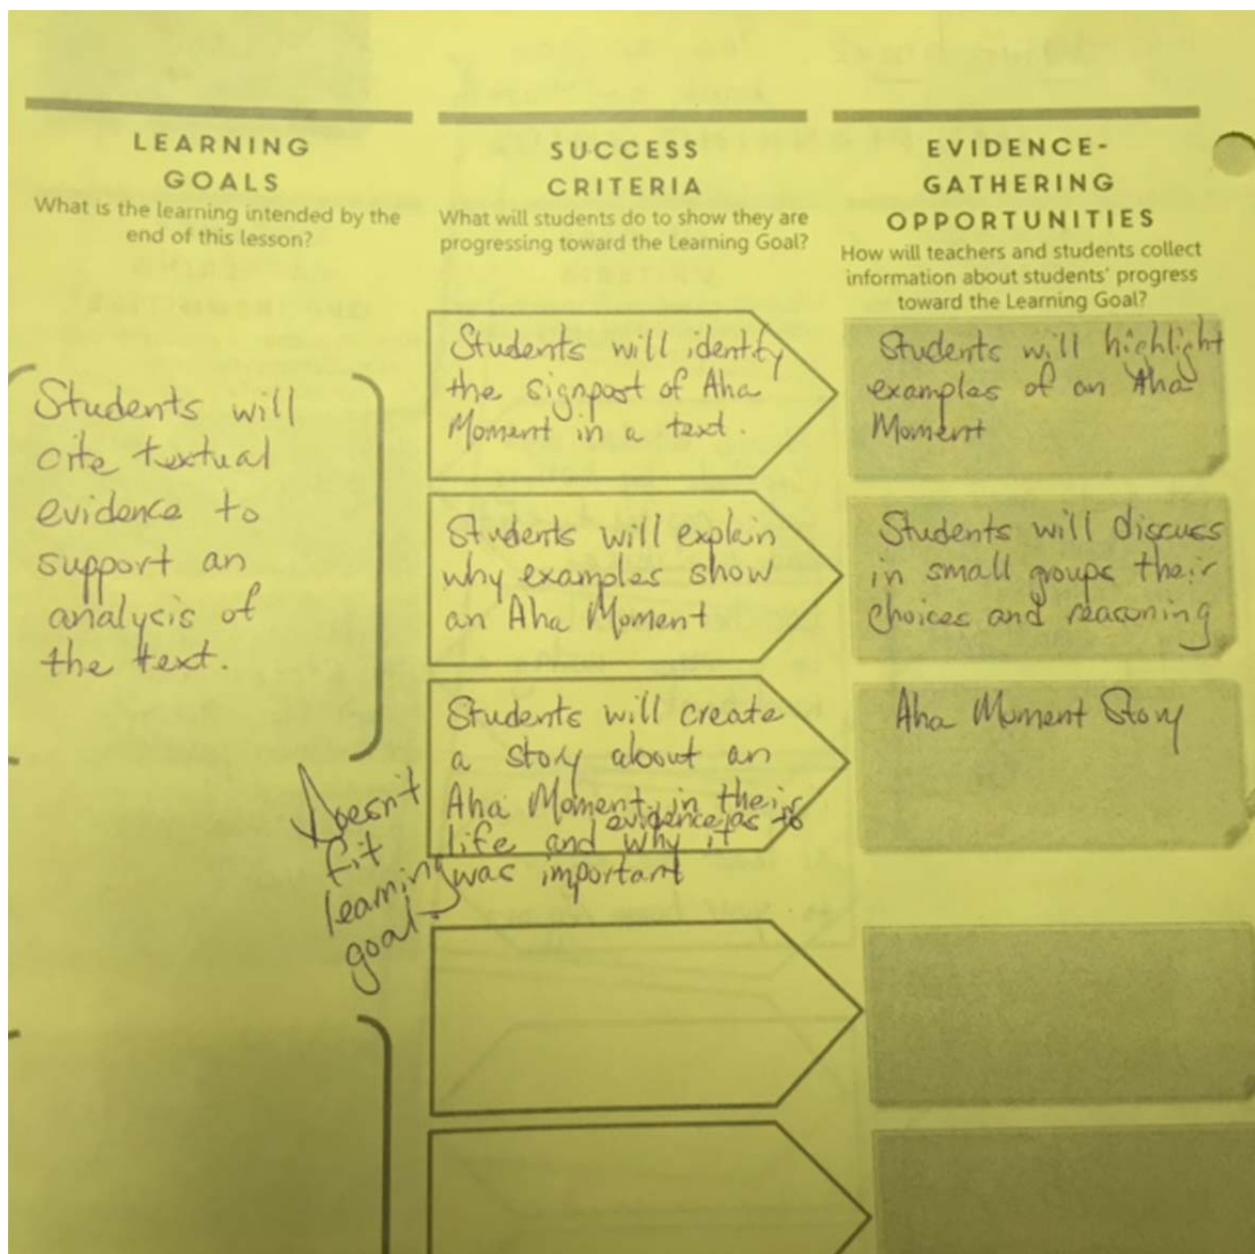 LEARNING
GOALS
What is the learning intended by the
end of this lesson?
Students will
cite textual
evidence to
support an
analysis of
the text.
SUCCESS
CRITERIA
What will students do to show they are
progressing toward the Learning Goal?
Students will identify
the signpost of Aha
Moment in a text.
Students will explain
why examples show
an Aha Moment
Students will create
a story about an
Aha Moment in their
life and evidence as to
why it
was important
Doesn't
fit
learning
goal.
EVIDENCE-
GATHERING
OPPORTUNITIES
How will teachers and students collect
information about students' progress
toward the Learning Goal?
Students will highlight
examples of an Aha
Moment
Students will discuss
in small groups their
choices and reasoning
Aha Moment Story